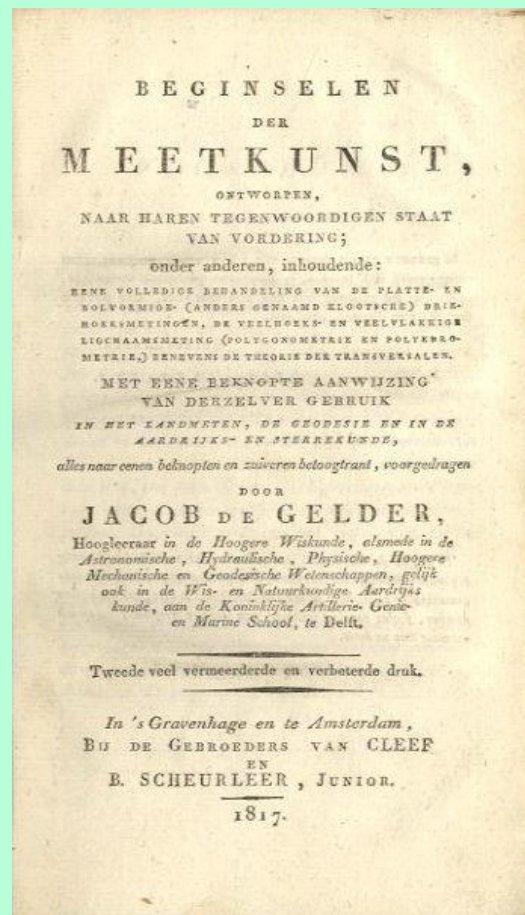 BEGINSELEN
DER
MEETKUNST,
ONTWORPEN,
NAAR HAREN TEGENWOORDIGEN STAAT
VAN VORDERING;
onder anderen, inhoudende:
EENE VOLLEDIGE BEHANDELING VAN DE PLATTE- EN
BOLVORMIGE- (ANDERS GENAAMD KLOOTSCHE) DRIE-
HOEKSMETINGEN, DE VEELHOEKS- EN VEELVLAKKIGE
LIGCHAAMSMETING (POLYGONOMETRIE EN POLYEDRO-
METRIE,) BENEVENS DE THEORIE DER TRANSVERSALEN.
MET EENE BEKNOPTE AANWIJZING
VAN DERZELVER GEBRUIK
IN HET LANDMETEN, DE GEODESIE EN IN DE
AARDRIJKS- EN STERREKUNDE,
alles naar eenen beknopten en zuiveren betoogtrant, voorgedragen
DOOR
JACOB DE GELDER,
Hoogleeraar in de Hoogere Wiskunde, alsmede in de
Astronomische, Hydraulische, Physische, Hoogere
Mechanische en Geodesische Wetenschappen, gelijk
ook in de Wis- en Natuurkundige Aardrijks
kunde, aan de Koninklijke Artillerie- Genie-
en Marine School, te Delft.
Tweede veel vermeerderde en verbeterde druk.
In 's Gravenhage en te Amsterdam,
BIJ DE GEBROEDERS VAN CLEEF
EN
B. SCHEURLEER, JUNIOR.
1817.